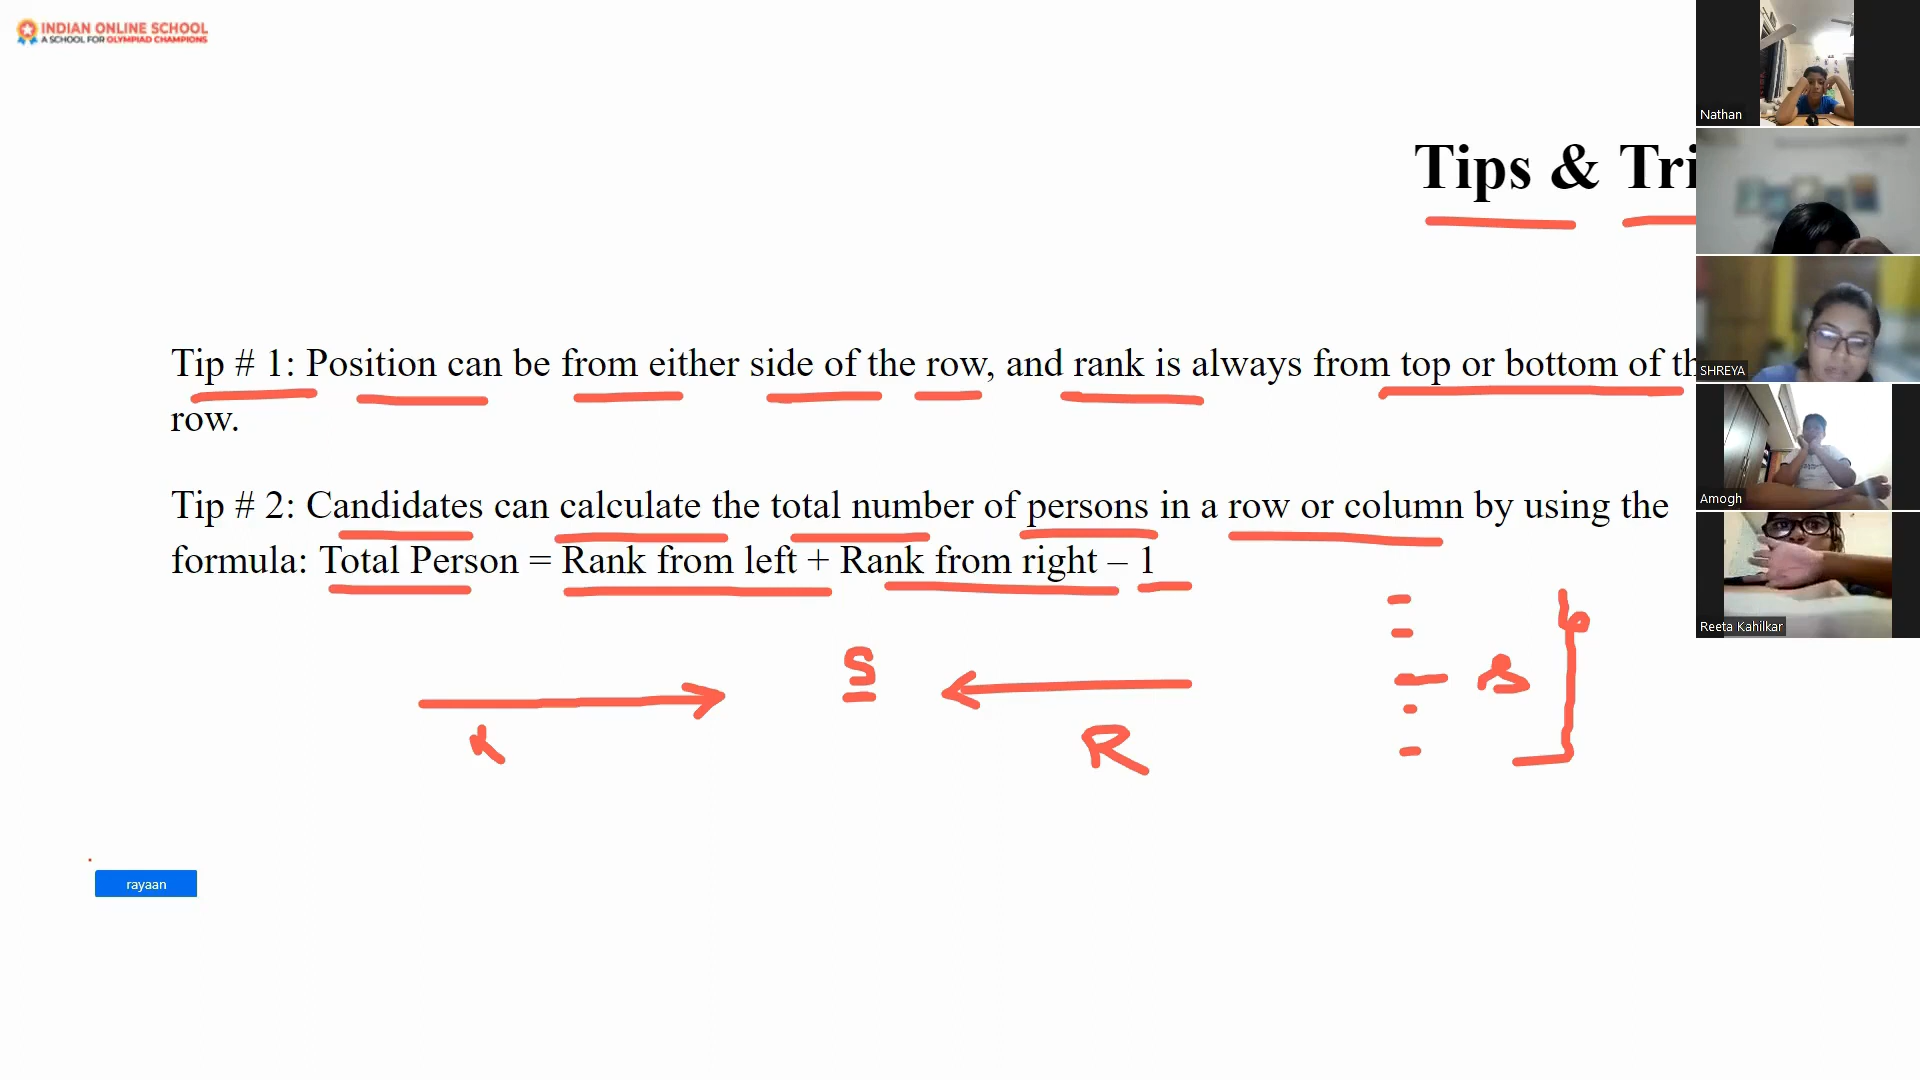 INDIAN ONLINE SCHOOL
A SCHOOL FOR OLYMPIAD CHAMPIONS
Nathan
Tips & Tri
Tip # 1: Position can be from either side of the row, and rank is always from top or bottom of th
row.
SHREYA
Amogh
Tip # 2: Candidates can calculate the total number of persons in a row or column by using the
formula: Total Person = Rank from left + Rank from right – 1
Reeta Kahilkar
S
R
rayaan